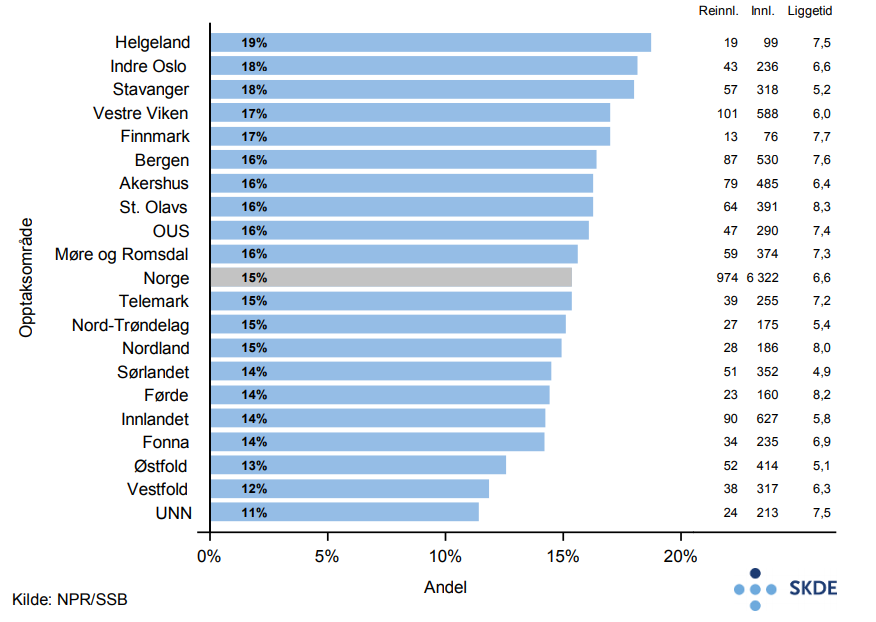 Reinnl. Innl. Liggetid
Helgeland 19% 19 99 7,5
Indre Oslo 18% 43 236 6,6
Stavanger 18% 57 318 5,2
Vestre Viken 17% 101 588 6,0
Finnmark 17% 13 76 7,7
Bergen 16% 87 530 7,6
Akershus 16% 79 485 6,4
St. Olavs 16% 64 391 8,3
OUS 16% 47 290 7,4
Møre og Romsdal 16% 59 374 7,3
Norge 15% 974 6 322 6,6
Telemark 15% 39 255 7,2
Nord-Trøndelag 15% 27 175 5,4
Nordland 15% 28 186 8,0
Sørlandet 14% 51 352 4,9
Førde 14% 23 160 8,2
Innlandet 14% 90 627 5,8
Fonna 14% 34 235 6,9
Østfold 13% 52 414 5,1
Vestfold 12% 38 317 6,3
UNN 11% 24 213 7,5
Opptaksområde
0% 5% 10% 15% 20%
Andel
Kilde: NPR/SSB
SKDE